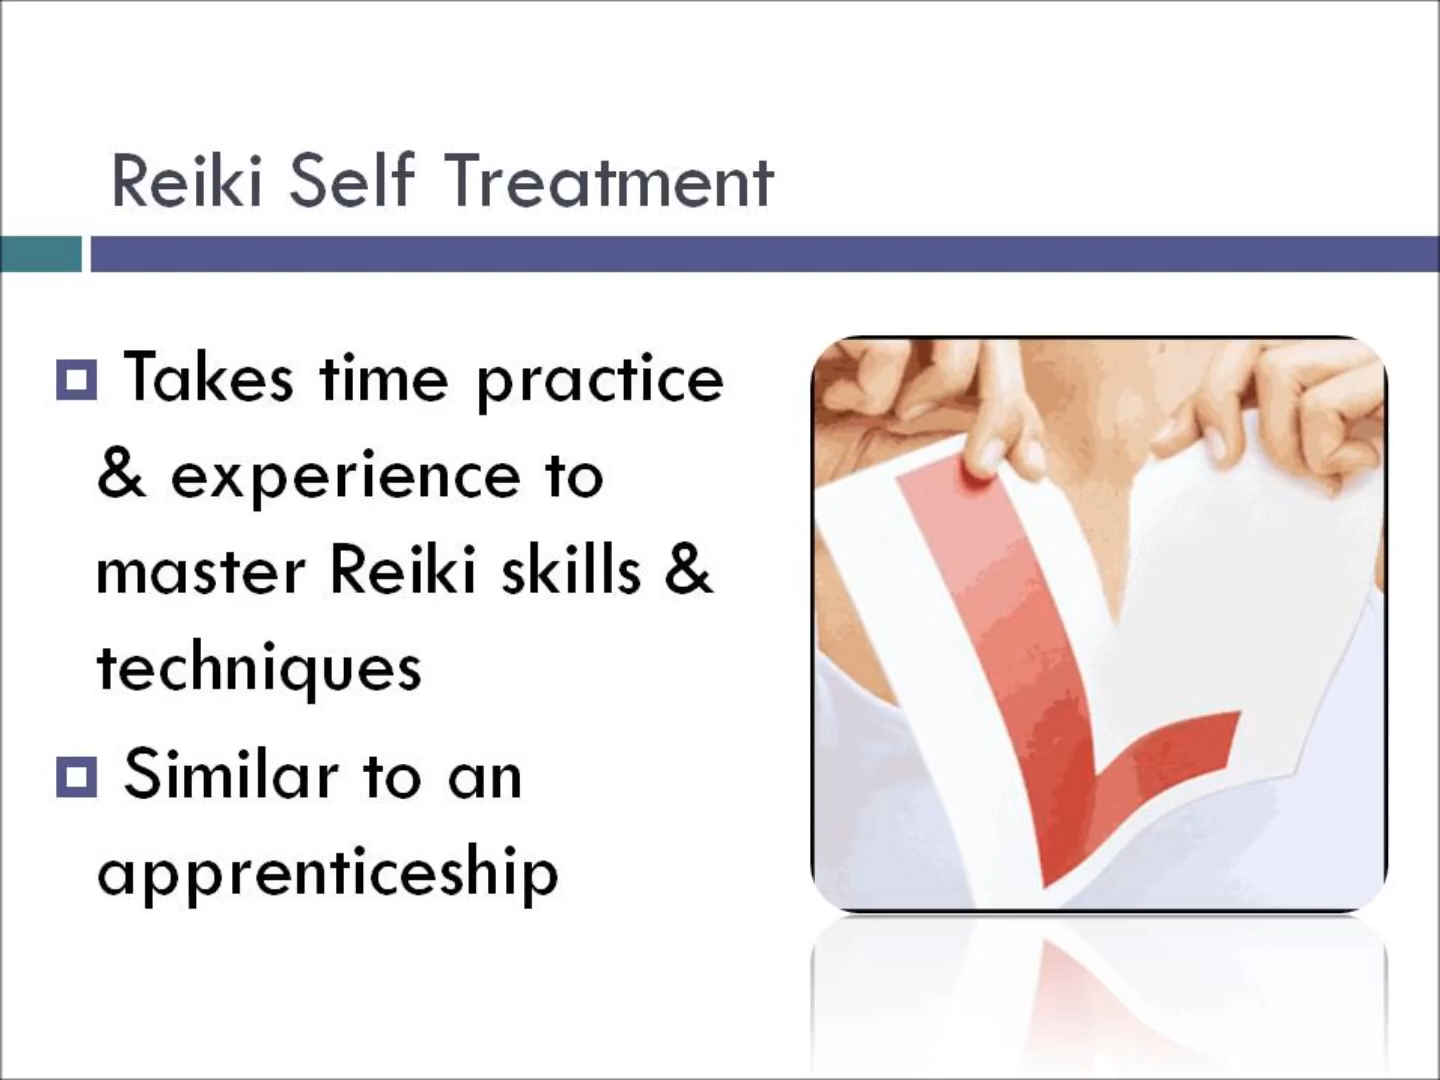 Reiki Self Treatment
Takes time practice
& experience to
master Reiki skills &
techniques
Similar to an
apprenticeship